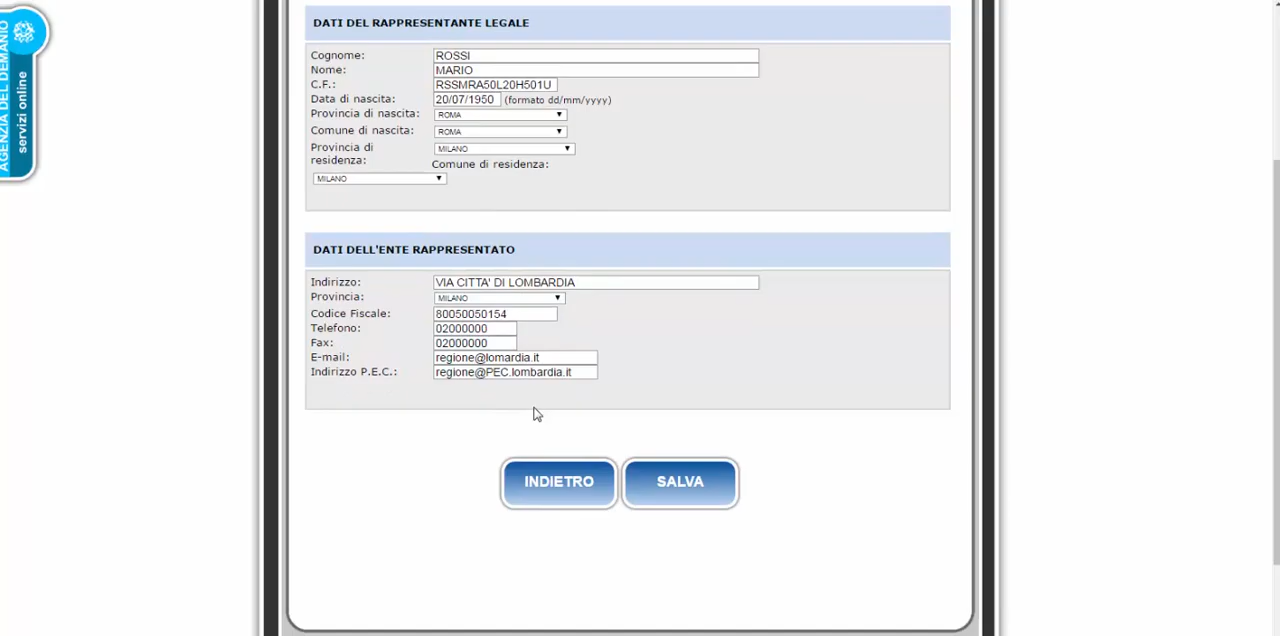 AGENZIA DEL DEMANIO
servizi online
DATI DEL RAPPRESENTANTE LEGALE
Cognome: ROSSI
Nome: MARIO
C.F.: RSSMRA50L20H501U
Data di nascita: 20/07/1950 (formato dd/mm/yyyy)
Provincia di nascita: ROMA
Comune di nascita: ROMA
Provincia di residenza: MILANO
Comune di residenza:
MILANO
DATI DELL'ENTE RAPPRESENTATO
Indirizzo: VIA CITTA' DI LOMBARDIA
Provincia: MILANO
Codice Fiscale: 80050050154
Telefono: 02000000
Fax: 02000000
E-mail: regione@lomardia.it
Indirizzo P.E.C.: regione@PEC.lombardia.it
INDIETRO SALVA